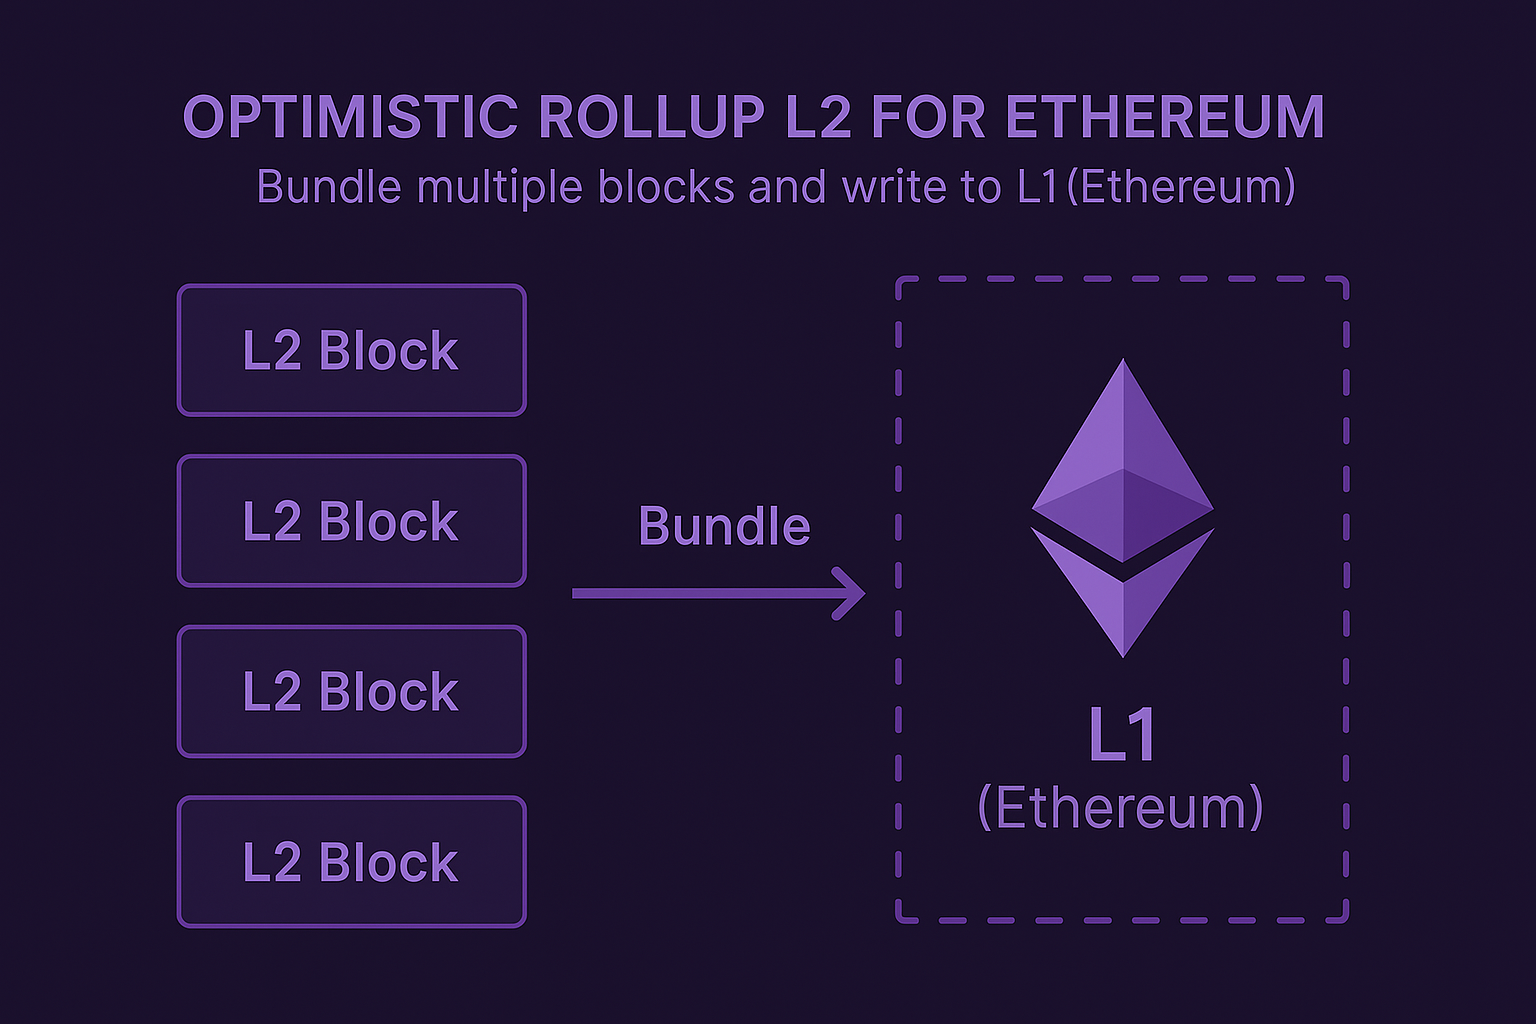 OPTIMISTIC ROLLUP L2 FOR ETHEREUM
Bundle multiple blocks and write to L1 (Ethereum)
L2 Block
L2 Block
L2 Block
L2 Block
Bundle
L1
(Ethereum)